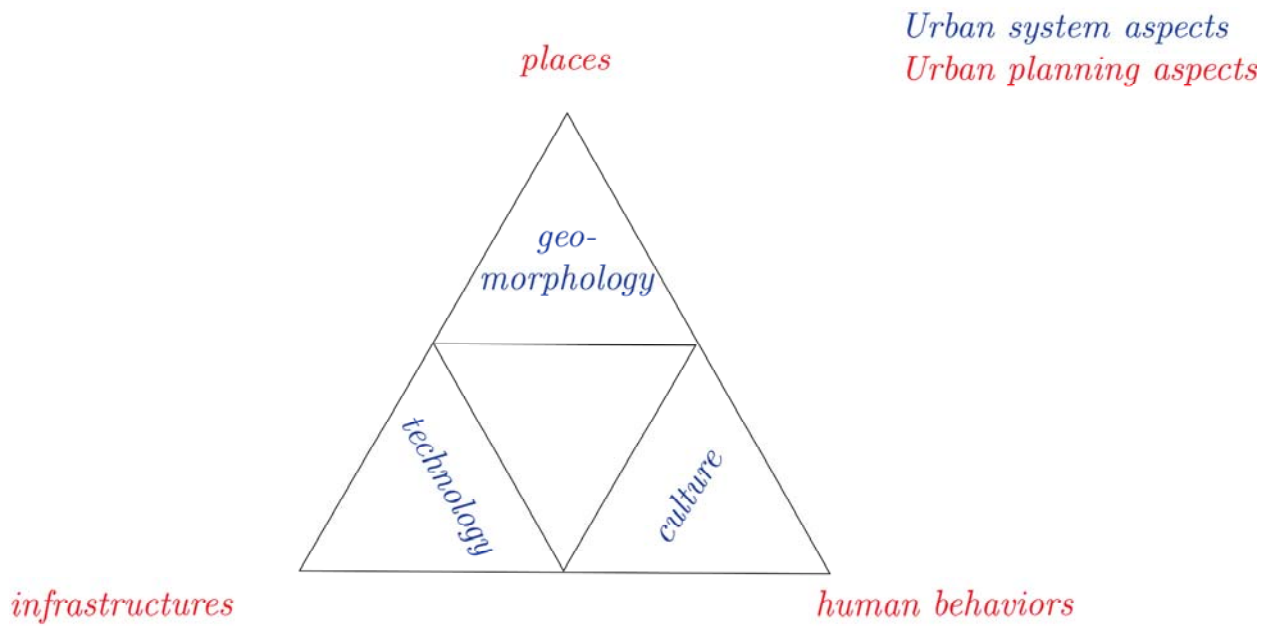 Urban system aspects
Urban planning aspects
places
geo-
morphology
technology
culture
infrastructures
human behaviors